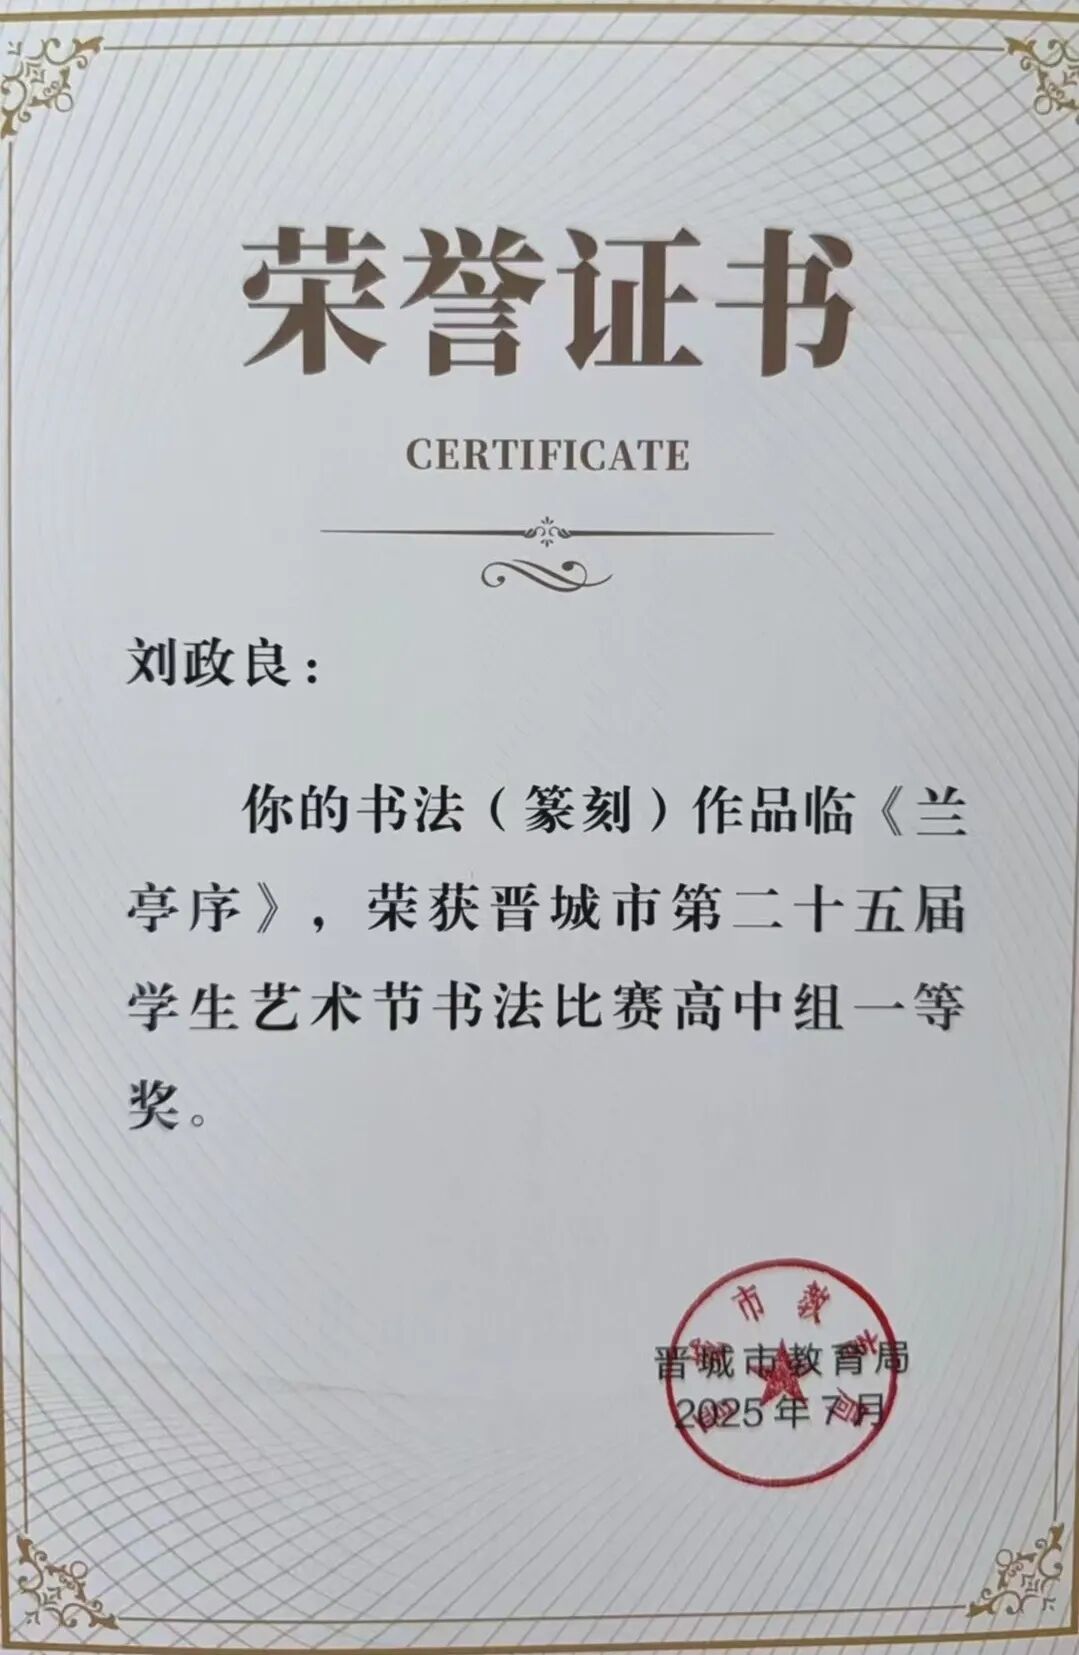 荣誉证书
CERTIFICATE
刘政良：
你的书法（篆刻）作品临《兰
亭序》，荣获晋城市第二十五届
学生艺术节书法比赛高中组一等
奖。
晋城市教育局
2025年7月